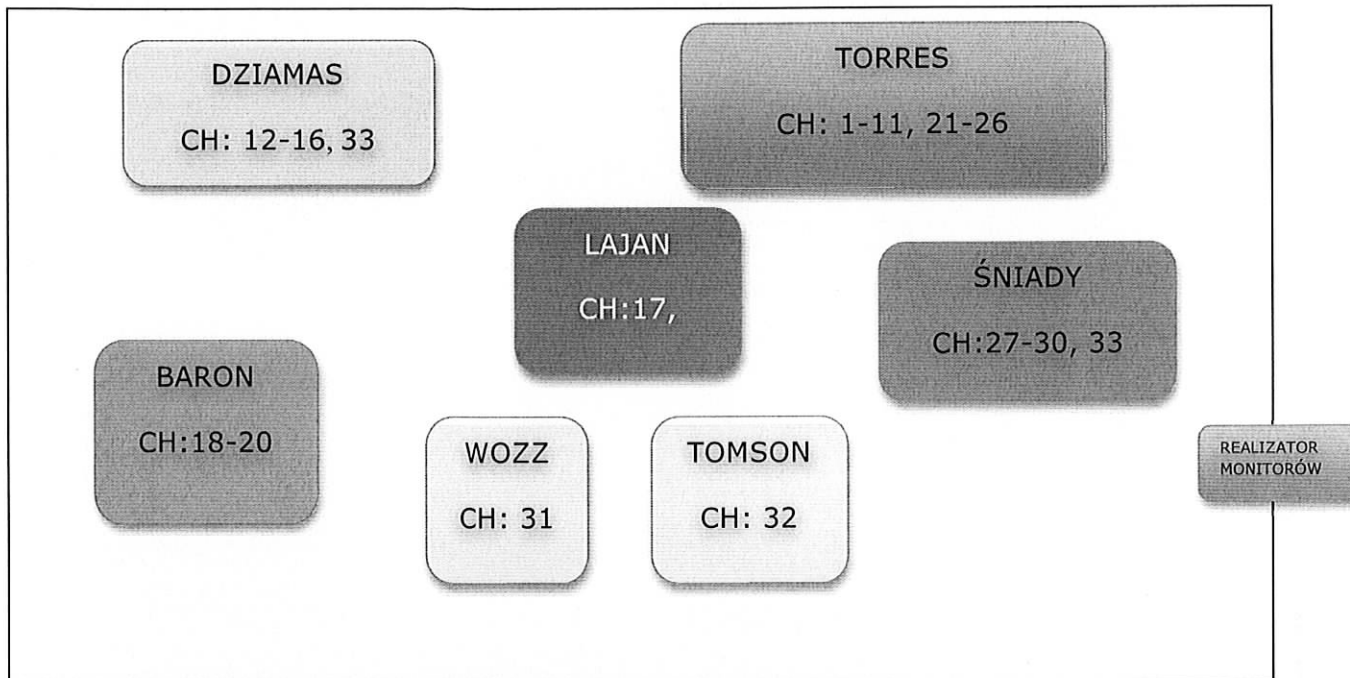 DZIAMAS
CH: 12-16, 33
TORRES
CH: 1-11, 21-26
LAJAN
CH:17,
ŚNIADY
CH:27-30, 33
BARON
CH:18-20
WOZZ
CH: 31
TOMSON
CH: 32
REALIZATOR
MONITORÓW